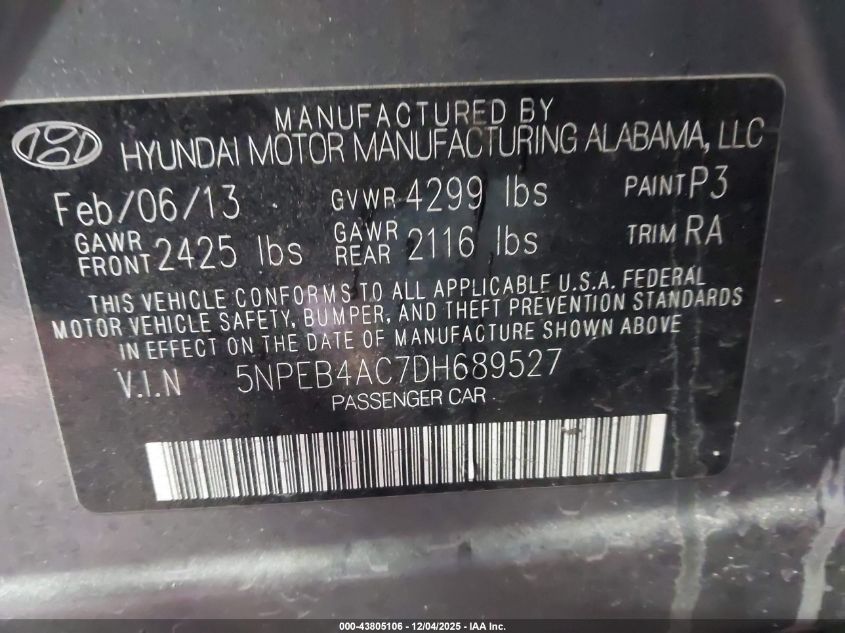 MANUFACTURED BY
HYUNDAI MOTOR MANUFACTURING ALABAMA, LLC
Feb/06/13 GVWR 4299 lbs PAINT P3
GAWR FRONT 2425 lbs GAWR REAR 2116 lbs TRIM RA
THIS VEHICLE CONFORMS TO ALL APPLICABLE U.S.A. FEDERAL
MOTOR VEHICLE SAFETY, BUMPER, AND THEFT PREVENTION STANDARDS
IN EFFECT ON THE DATE OF MANUFACTURE SHOWN ABOVE
V.I.N 5NPEB4AC7DH689527
PASSENGER CAR
000-43805106 - 12/04/2025 - IAA Inc.